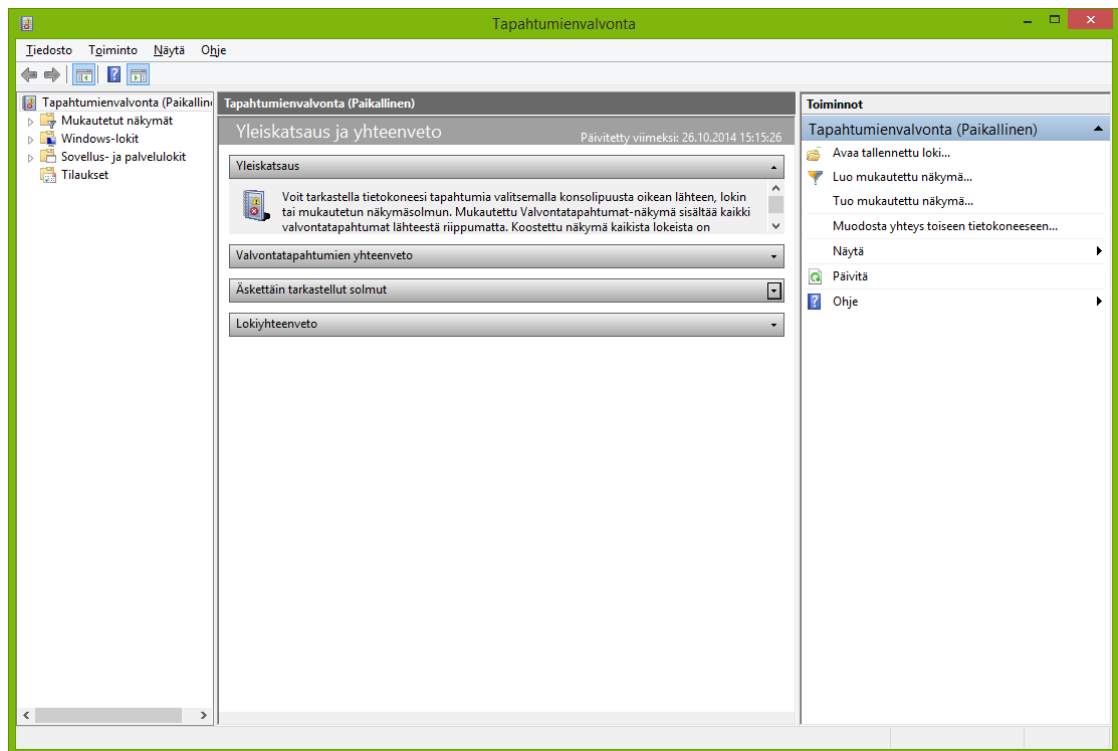 Tapahtumienvalvonta
Tiedosto Toiminto Näytä Ohje
Tapahtumienvalvonta (Paikallin
Mukautetut näkymät
Windows-lokit
Sovellus- ja palvelulokit
Tilaukset
Tapahtumienvalvonta (Paikallinen)
Yleiskatsaus ja yhteenveto
Päivitetty viimeksi: 26.10.2014 15:15:26
Yleiskatsaus
Voit tarkastella tietokoneesi tapahtumia valitsemalla konsolipuusta oikean lähteen, lokin
tai mukautetun näkymäsolmun. Mukautettu Valvontatapahtumat-näkymä sisältää kaikki
valvontatapahtumat lähteestä riippumatta. Koostettu näkymä kaikista lokeista on
Valvontatapahtumien yhteenveto
Äskettäin tarkastellut solmut
Lokiyhteenveto
Toiminnot
Tapahtumienvalvonta (Paikallinen)
Avaa tallennettu loki...
Luo mukautettu näkymä...
Tuo mukautettu näkymä...
Muodosta yhteys toiseen tietokoneeseen...
Näytä
Päivitä
Ohje